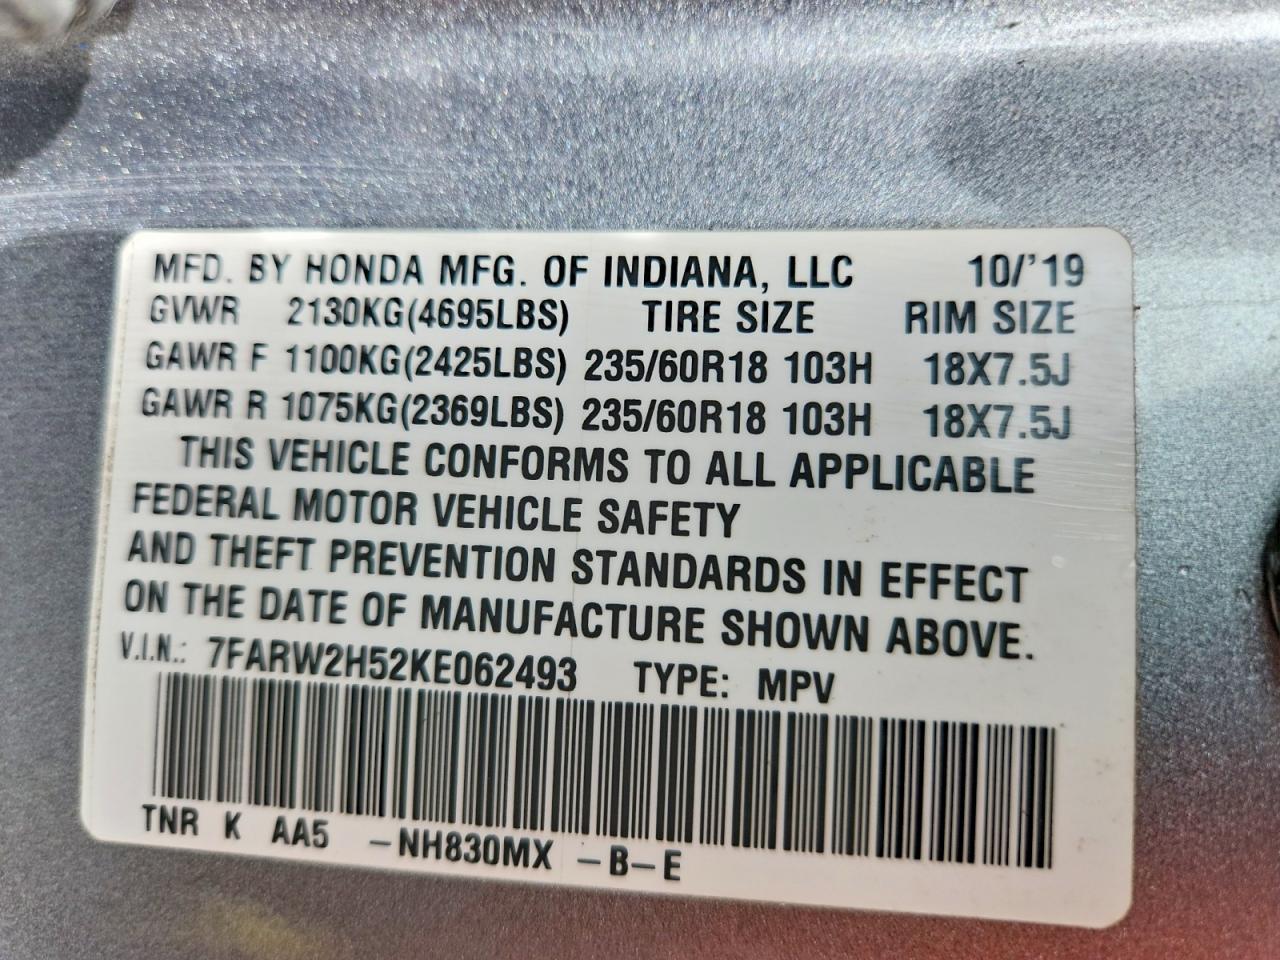 MFD. BY HONDA MFG. OF INDIANA, LLC 10/'19
GVWR 2130KG(4695LBS) TIRE SIZE RIM SIZE
GAWR F 1100KG(2425LBS) 235/60R18 103H 18X7.5J
GAWR R 1075KG(2369LBS) 235/60R18 103H 18X7.5J
THIS VEHICLE CONFORMS TO ALL APPLICABLE
FEDERAL MOTOR VEHICLE SAFETY
AND THEFT PREVENTION STANDARDS IN EFFECT
ON THE DATE OF MANUFACTURE SHOWN ABOVE.
V.I.N.: 7FARW2H52KE062493 TYPE: MPV
TNR K AA5 -NH830MX -B-E